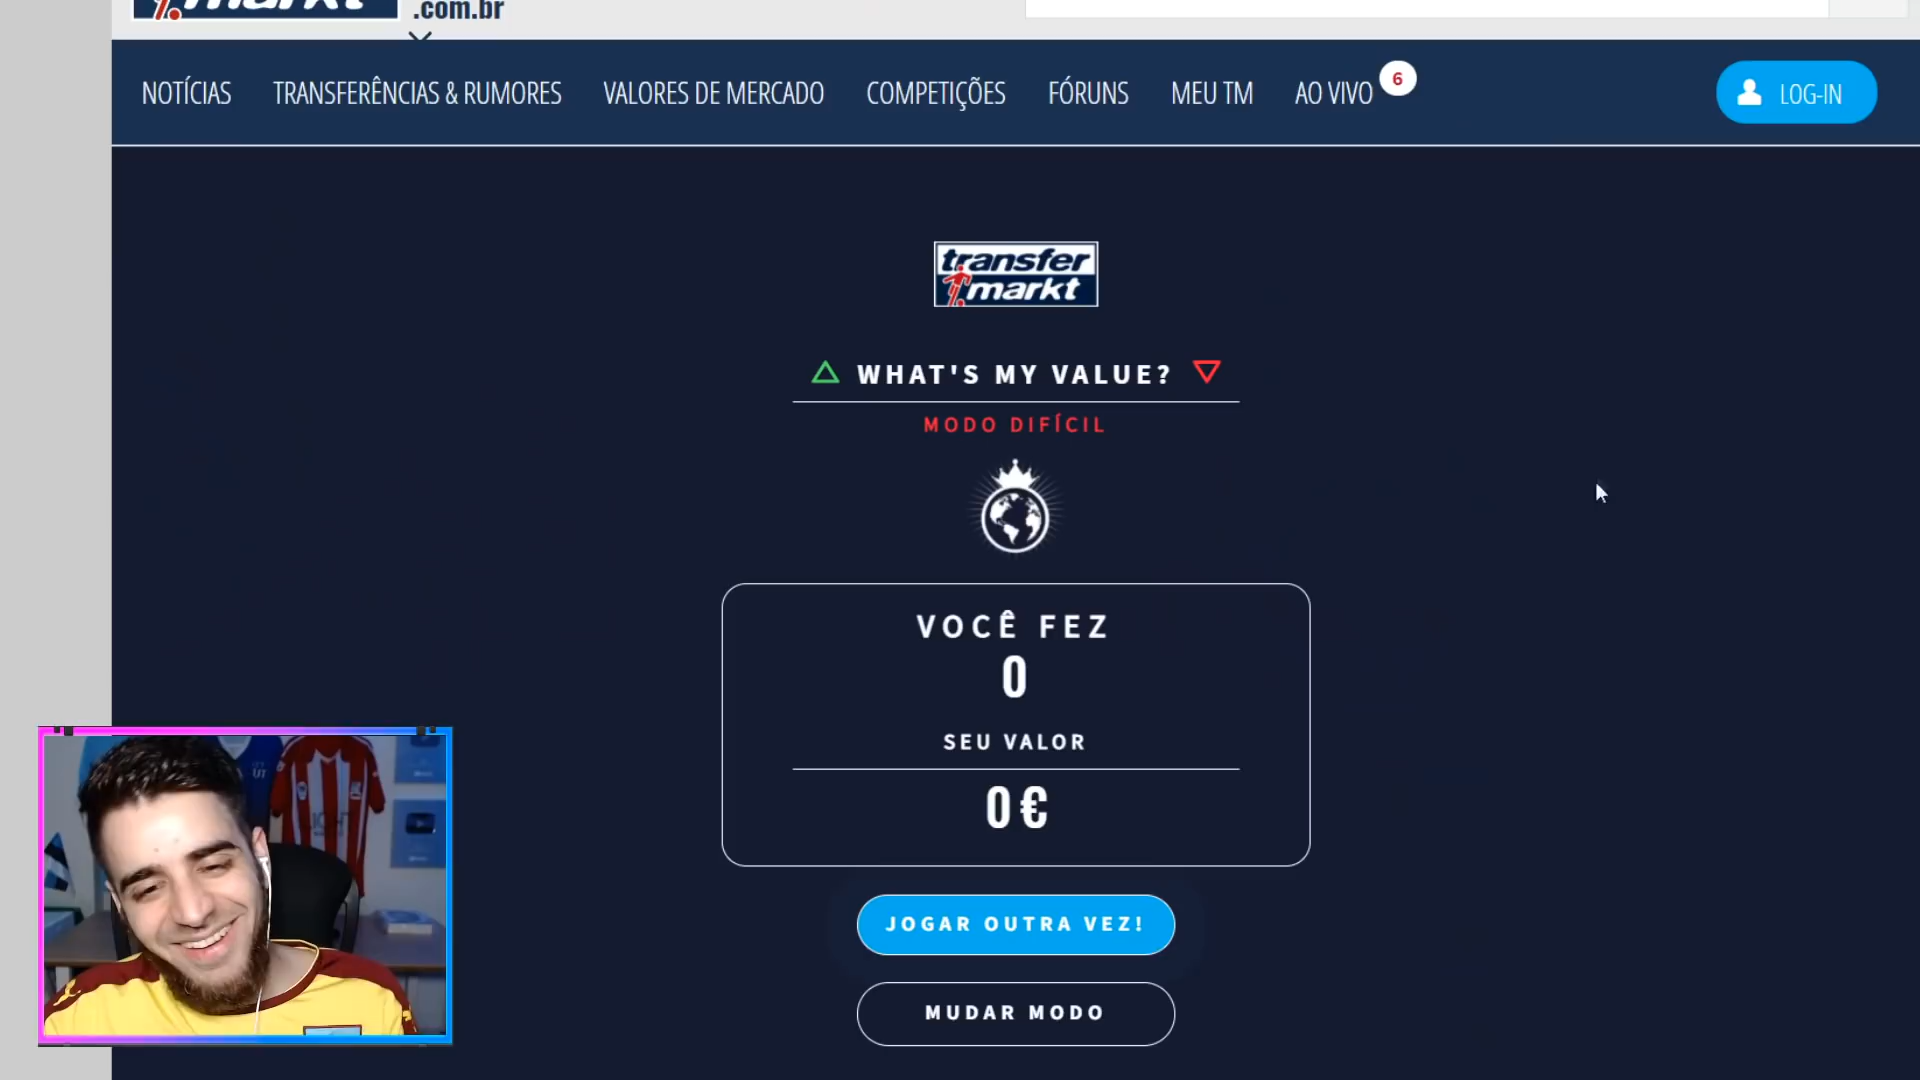 markt
.com.br
NOTÍCIAS TRANSFERÊNCIAS & RUMORES VALORES DE MERCADO COMPETIÇÕES FÓRUNS MEU TM AO VIVO 6 LOG-IN
transfer
markt
WHAT'S MY VALUE?
MODO DIFÍCIL
VOCÊ FEZ
0
SEU VALOR
0€
JOGAR OUTRA VEZ!
MUDAR MODO